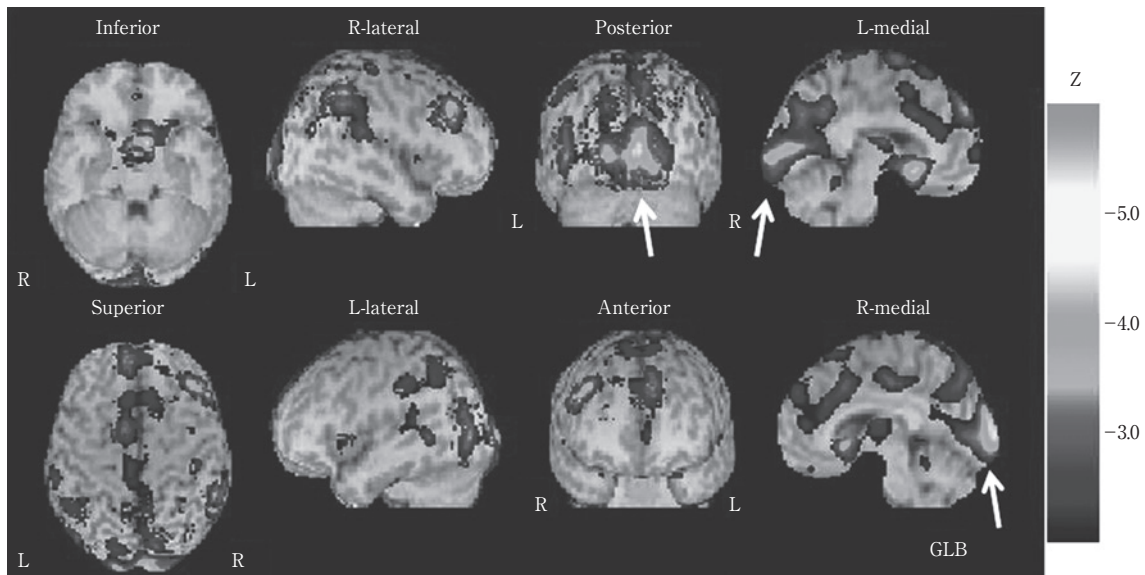 Inferior R-lateral Posterior L-medial
Z
-5.0
L R
R L
Superior L-lateral Anterior R-medial
-4.0
-3.0
R L
GLB
L R